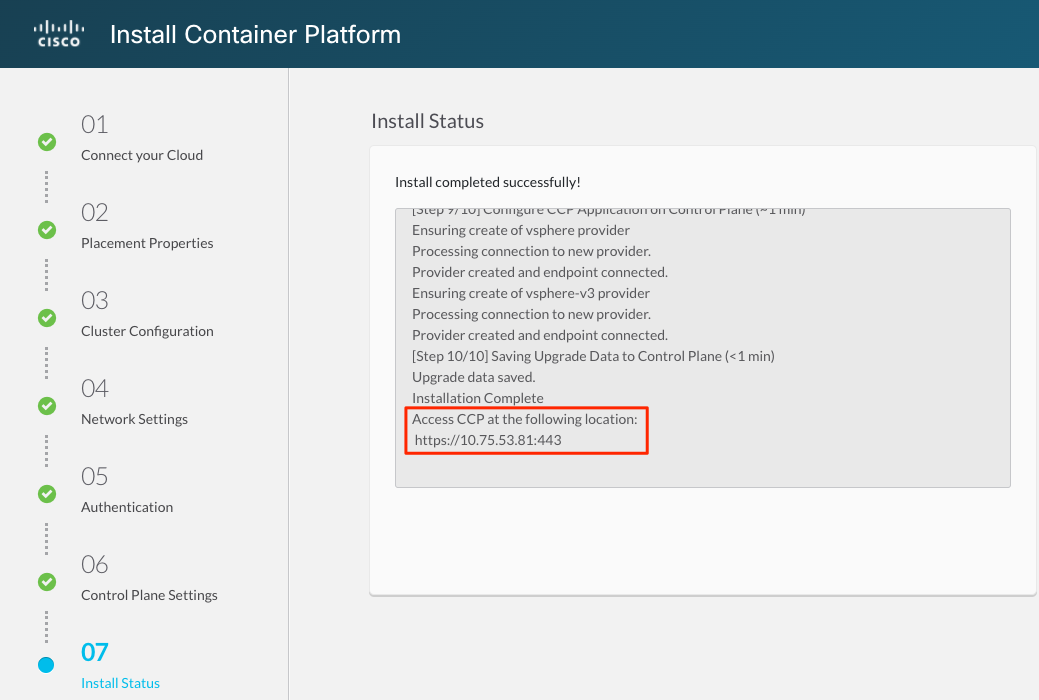 CISCO
Install Container Platform
01
Connect your Cloud
02
Placement Properties
03
Cluster Configuration
04
Network Settings
05
Authentication
06
Control Plane Settings
07
Install Status
Install Status
Install completed successfully!
[Step 9/10] Configure CCP Application on Control Plane (~1 min)
Ensuring create of vsphere provider
Processing connection to new provider.
Provider created and endpoint connected.
Ensuring create of vsphere-v3 provider
Processing connection to new provider.
Provider created and endpoint connected.
[Step 10/10] Saving Upgrade Data to Control Plane (<1 min)
Upgrade data saved.
Installation Complete
Access CCP at the following location:
https://10.75.53.81:443